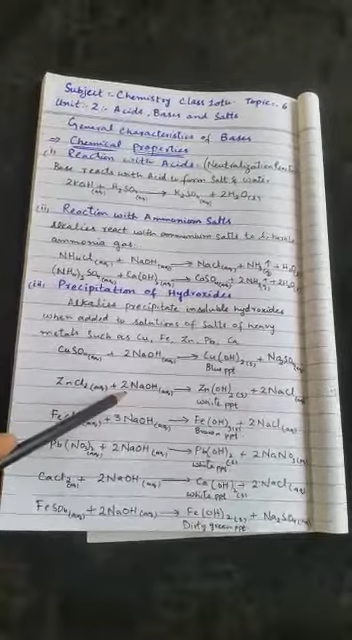 Subject :- Chemistry Class 10th. Topic:- 6
Unit :- 2 :- Acids, Bases and Salts
General Characteristics of Bases
⇒ Chemical properties
(i) Reaction with Acids: (Neutralization
Base reacts with Acid to form Salt & Water
2KOH(aq) + H₂SO₄(aq) → K₂SO₄(aq) + 2H₂O(l)
(ii) Reaction with Ammonium Salts
Alkalies react with ammonium salts to
ammonia gas.
NH₄Cl(aq) + NaOH(aq) → NaCl(aq) + NH₃↑ + H₂O
(NH₄)₂SO₄(aq) + Ca(OH)₂(aq) → CaSO₄ + 2NH₃↑ + 2H₂O
(iii) Precipitation of Hydroxides
Alkalies precipitate insoluble hydroxides
when added to solutions of salts of heavy
metals such as Cu, Fe, Zn, Pb, Ca
CuSO₄(aq) + 2NaOH(aq) → Cu(OH)₂(s) + Na₂SO₄
Blue ppt
ZnCl₂(aq) + 2NaOH(aq) → Zn(OH)₂(s) + 2NaCl(aq)
white ppt
+ 3NaOH(aq) → Fe(OH)₃(s) + 2NaCl(aq)
Brown ppt
Pb(NO₃)₂(aq) + 2NaOH(aq) → Pb(OH)₂(s) + 2NaNO₃(aq)
white ppt
CaCl₂(aq) + 2NaOH(aq) → Ca(OH)₂(s) + 2NaCl(aq)
white ppt
FeSO₄(aq) + 2NaOH(aq) → Fe(OH)₂(s) + Na₂SO₄(aq)
Dirty green ppt